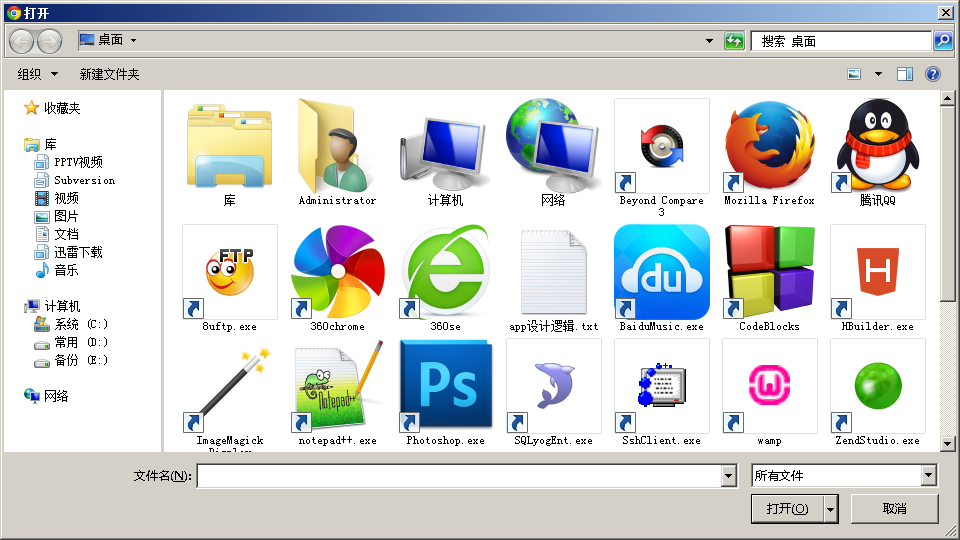 打开
桌面
搜索 桌面
组织
新建文件夹
收藏夹
库
PPTV视频
Subversion
视频
图片
文档
迅雷下载
音乐
计算机
系统 (C:)
常用 (D:)
备份 (E:)
网络
库
Administrator
计算机
网络
Beyond Compare
3
Mozilla Firefox
腾讯QQ
FTP
8uftp.exe
360chrome
360se
app设计逻辑.txt
du
BaiduMusic.exe
CodeBlocks
H
HBuilder.exe
ImageMagick
Display
Notepad++
notepad++.exe
Ps
Photoshop.exe
SQLyogEnt.exe
SshClient.exe
w
wamp
ZendStudio.exe
文件名(N):
所有文件
打开(O)
取消